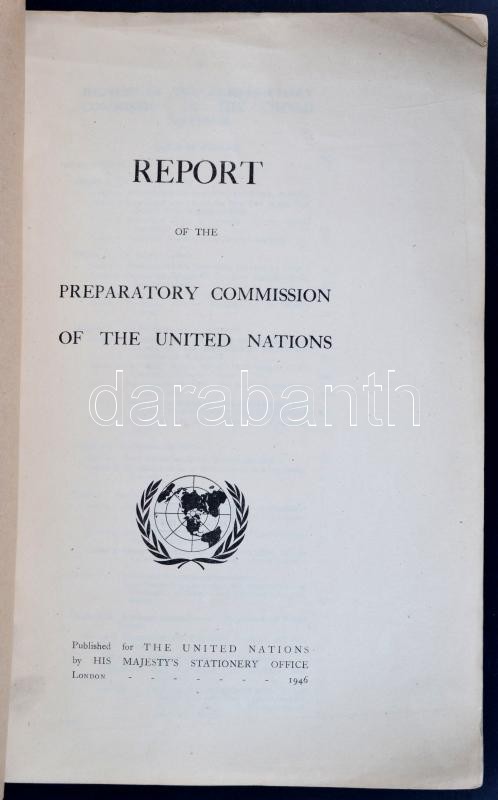 REPORT
OF THE
PREPARATORY COMMISSION
OF THE UNITED NATIONS
darabanth
Published for THE UNITED NATIONS
by HIS MAJESTY'S STATIONERY OFFICE
LONDON - - - - - - - 1946